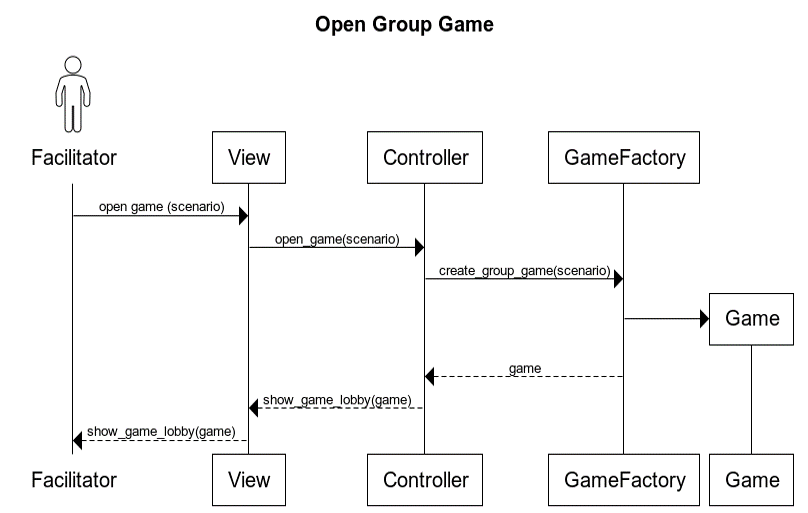 Open Group Game
Facilitator
View
Controller
GameFactory
open game (scenario)
open_game(scenario)
create_group_game(scenario)
Game
game
show_game_lobby(game)
show_game_lobby(game)
Facilitator
View
Controller
GameFactory
Game